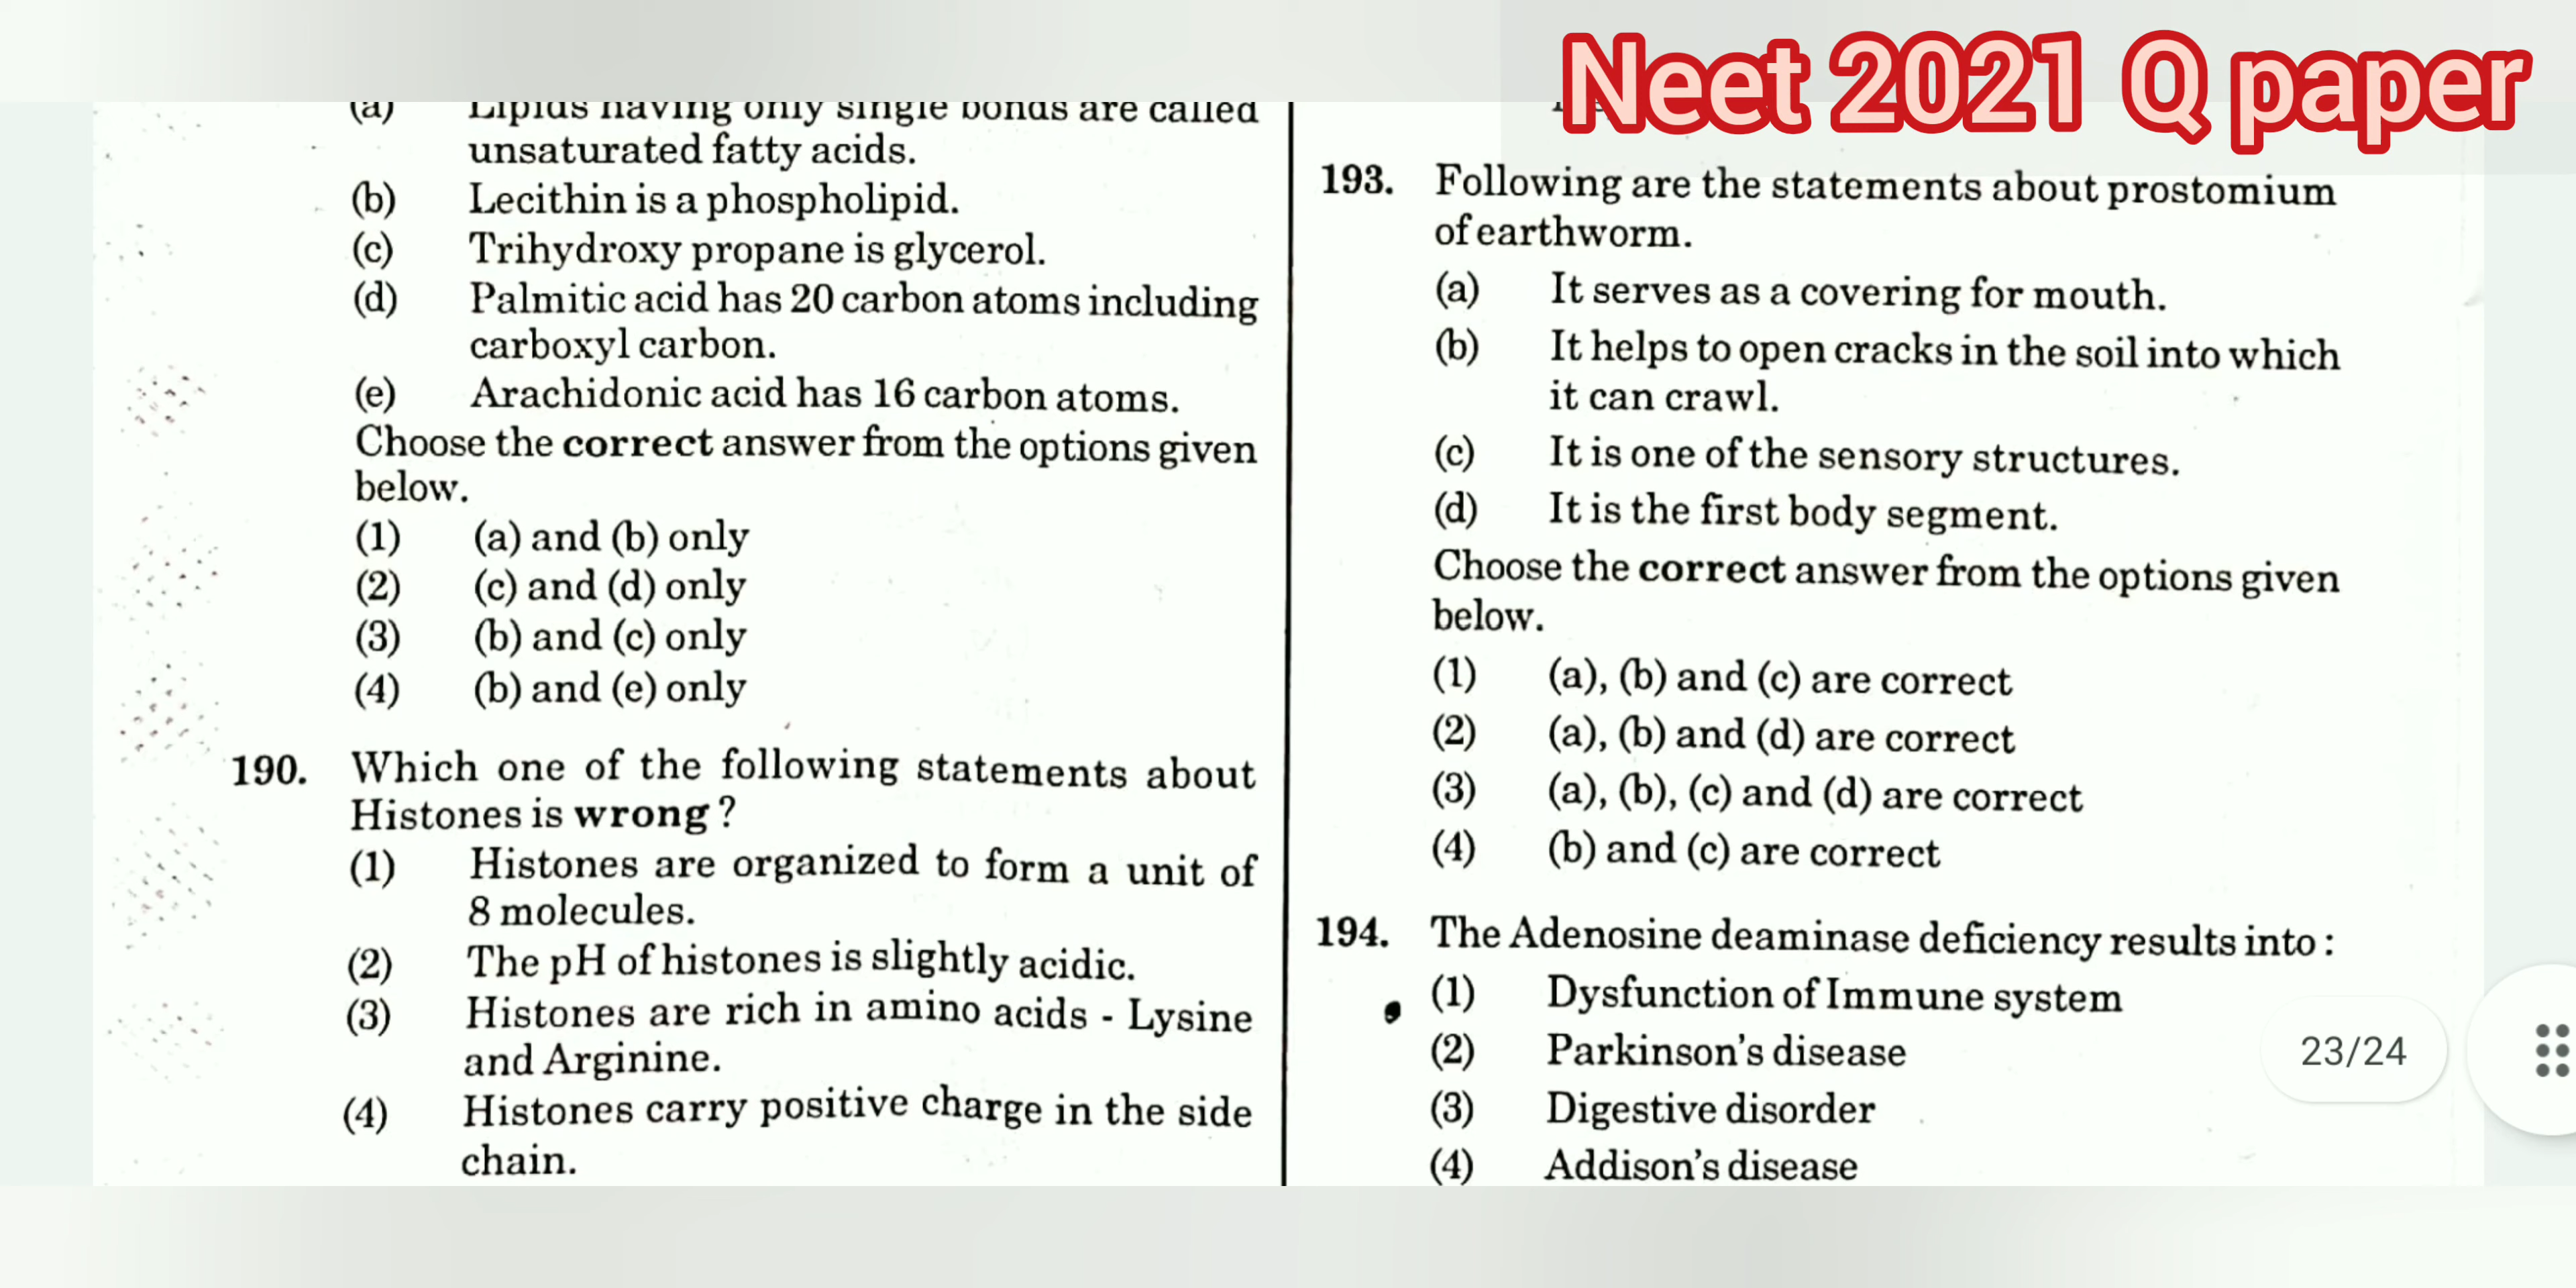 Neet 2021 Q paper
(a) Lipids having only single bonds are called
unsaturated fatty acids.
(b) Lecithin is a phospholipid.
(c) Trihydroxy propane is glycerol.
(d) Palmitic acid has 20 carbon atoms including
carboxyl carbon.
(e) Arachidonic acid has 16 carbon atoms.
Choose the correct answer from the options given
below.
(1) (a) and (b) only
(2) (c) and (d) only
(3) (b) and (c) only
(4) (b) and (e) only
190. Which one of the following statements about
Histones is wrong ?
(1) Histones are organized to form a unit of
8 molecules.
(2) The pH of histones is slightly acidic.
(3) Histones are rich in amino acids - Lysine
and Arginine.
(4) Histones carry positive charge in the side
chain.
193. Following are the statements about prostomium
of earthworm.
(a) It serves as a covering for mouth.
(b) It helps to open cracks in the soil into which
it can crawl.
(c) It is one of the sensory structures.
(d) It is the first body segment.
Choose the correct answer from the options given
below.
(1) (a), (b) and (c) are correct
(2) (a), (b) and (d) are correct
(3) (a), (b), (c) and (d) are correct
(4) (b) and (c) are correct
194. The Adenosine deaminase deficiency results into :
(1) Dysfunction of Immune system
(2) Parkinson's disease
(3) Digestive disorder
(4) Addison's disease
23/24